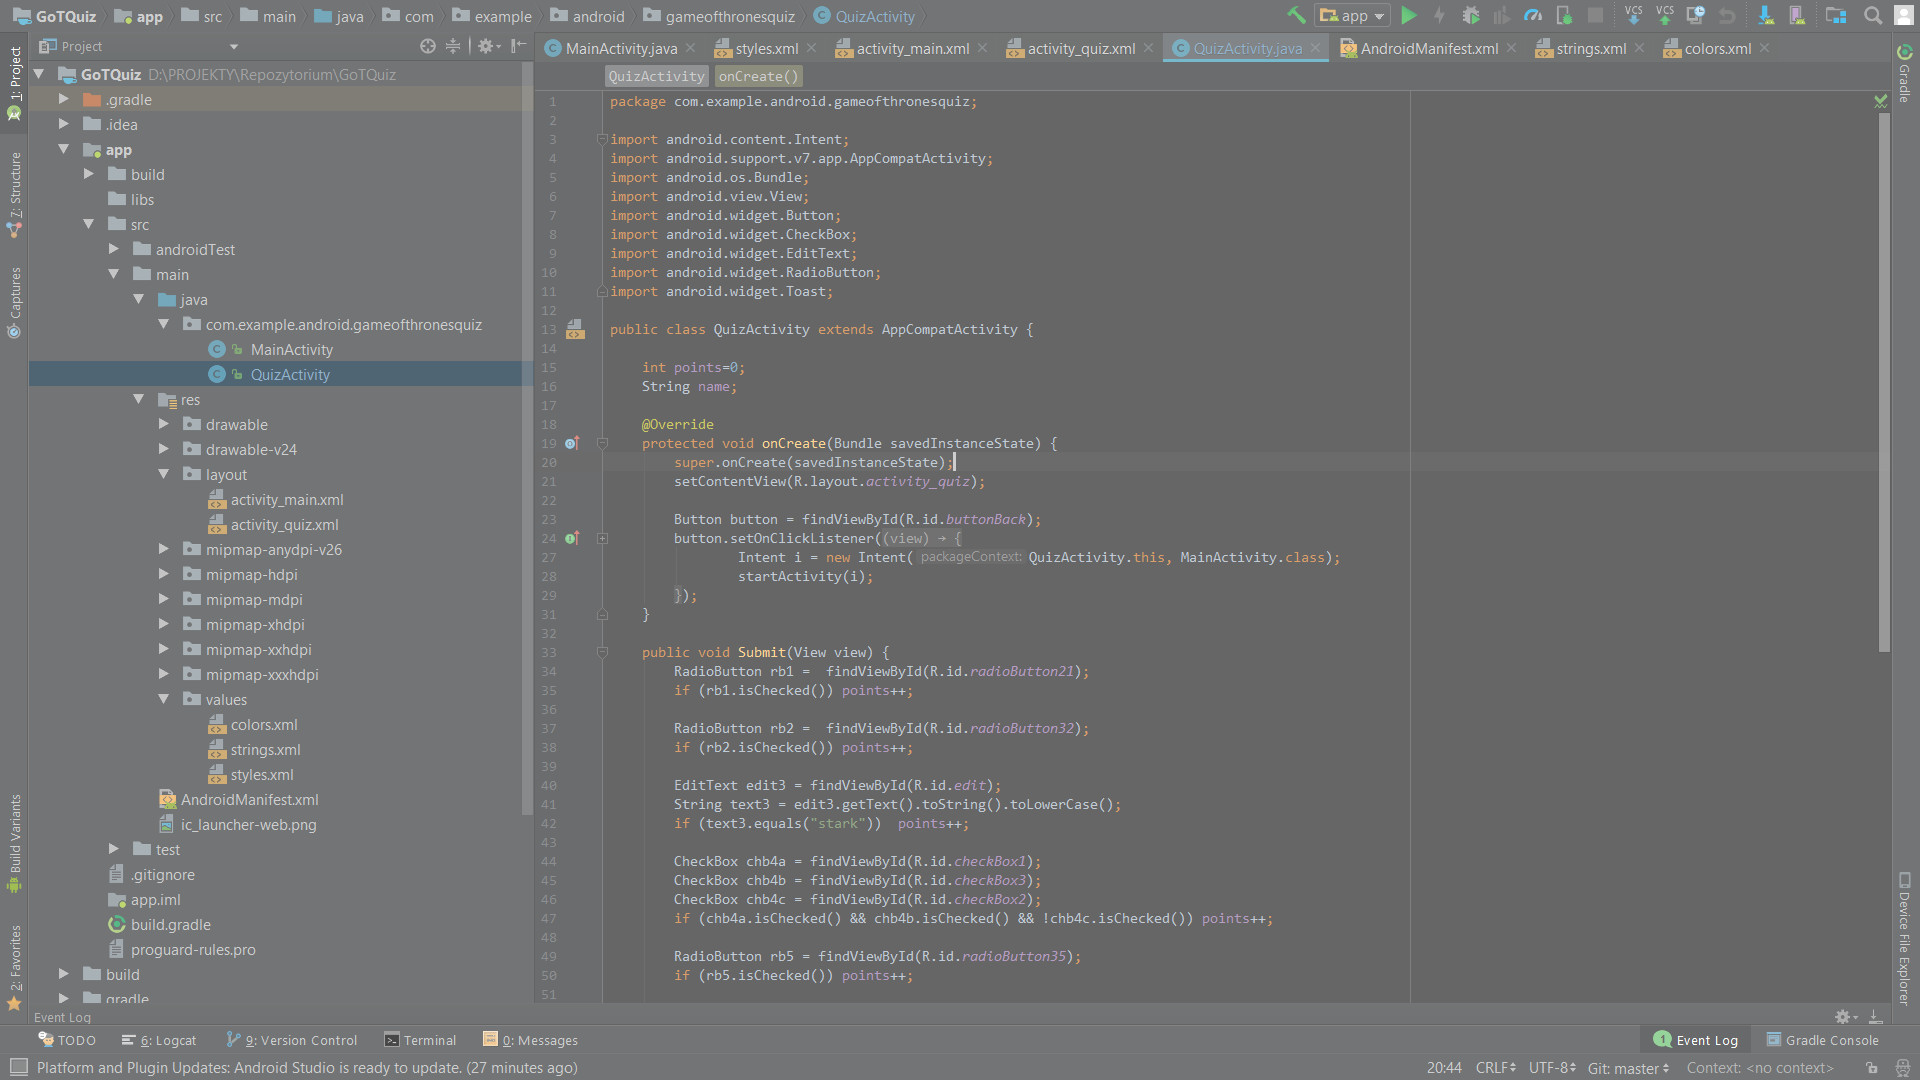 GoTQuiz app src main java com example android gameofthronesquiz QuizActivity
app VCS VCS
Project
MainActivity.java styles.xml activity_main.xml activity_quiz.xml QuizActivity.java AndroidManifest.xml strings.xml colors.xml
QuizActivity onCreate()
1: Project
7: Structure
Captures
Build Variants
2: Favorites
GoTQuiz D:\PROJEKTY\Repozytorium\GoTQuiz
.gradle
.idea
app
build
libs
src
androidTest
main
java
com.example.android.gameofthronesquiz
MainActivity
QuizActivity
res
drawable
drawable-v24
layout
activity_main.xml
activity_quiz.xml
mipmap-anydpi-v26
mipmap-hdpi
mipmap-mdpi
mipmap-xhdpi
mipmap-xxhdpi
mipmap-xxxhdpi
values
colors.xml
strings.xml
styles.xml
AndroidManifest.xml
ic_launcher-web.png
test
.gitignore
app.iml
build.gradle
proguard-rules.pro
build
gradle
1 package com.example.android.gameofthronesquiz;
2
3 import android.content.Intent;
4 import android.support.v7.app.AppCompatActivity;
5 import android.os.Bundle;
6 import android.view.View;
7 import android.widget.Button;
8 import android.widget.CheckBox;
9 import android.widget.EditText;
10 import android.widget.RadioButton;
11 import android.widget.Toast;
12
13 public class QuizActivity extends AppCompatActivity {
14
15 int points=0;
16 String name;
17
18 @Override
19 protected void onCreate(Bundle savedInstanceState) {
20 super.onCreate(savedInstanceState);
21 setContentView(R.layout.activity_quiz);
22
23 Button button = findViewById(R.id.buttonBack);
24 button.setOnClickListener((view) → {
27 Intent i = new Intent( packageContext: QuizActivity.this, MainActivity.class);
28 startActivity(i);
29 });
31 }
32
33 public void Submit(View view) {
34 RadioButton rb1 = findViewById(R.id.radioButton21);
35 if (rb1.isChecked()) points++;
36
37 RadioButton rb2 = findViewById(R.id.radioButton32);
38 if (rb2.isChecked()) points++;
39
40 EditText edit3 = findViewById(R.id.edit);
41 String text3 = edit3.getText().toString().toLowerCase();
42 if (text3.equals("stark")) points++;
43
44 CheckBox chb4a = findViewById(R.id.checkBox1);
45 CheckBox chb4b = findViewById(R.id.checkBox3);
46 CheckBox chb4c = findViewById(R.id.checkBox2);
47 if (chb4a.isChecked() && chb4b.isChecked() && !chb4c.isChecked()) points++;
48
49 RadioButton rb5 = findViewById(R.id.radioButton35);
50 if (rb5.isChecked()) points++;
51
Gradle
Device File Explorer
Event Log
TODO 6: Logcat 9: Version Control Terminal 0: Messages 1 Event Log Gradle Console
Platform and Plugin Updates: Android Studio is ready to update. (27 minutes ago) 20:44 CRLF UTF-8 Git: master Context: <no context>